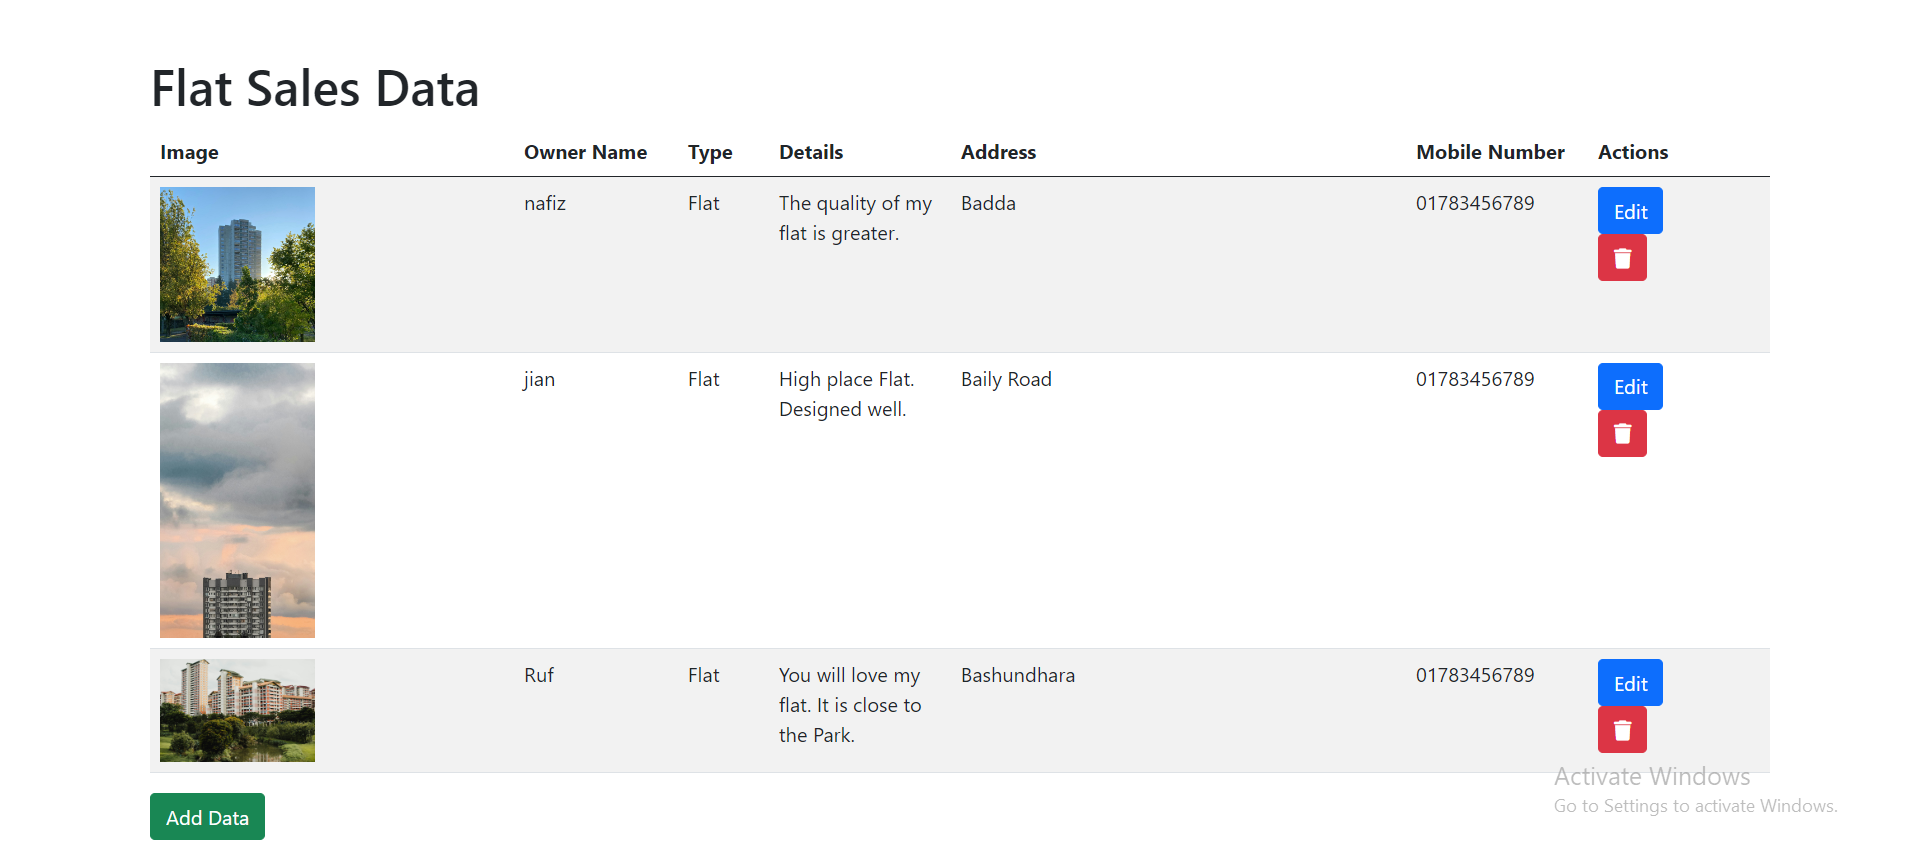 Flat Sales Data
Image Owner Name Type Details Address Mobile Number Actions
nafiz Flat The quality of my Badda 01783456789 Edit
flat is greater.
jian Flat High place Flat. Baily Road 01783456789 Edit
Designed well.
Ruf Flat You will love my Bashundhara 01783456789 Edit
flat. It is close to
the Park.
Activate Windows
Go to Settings to activate Windows.
Add Data